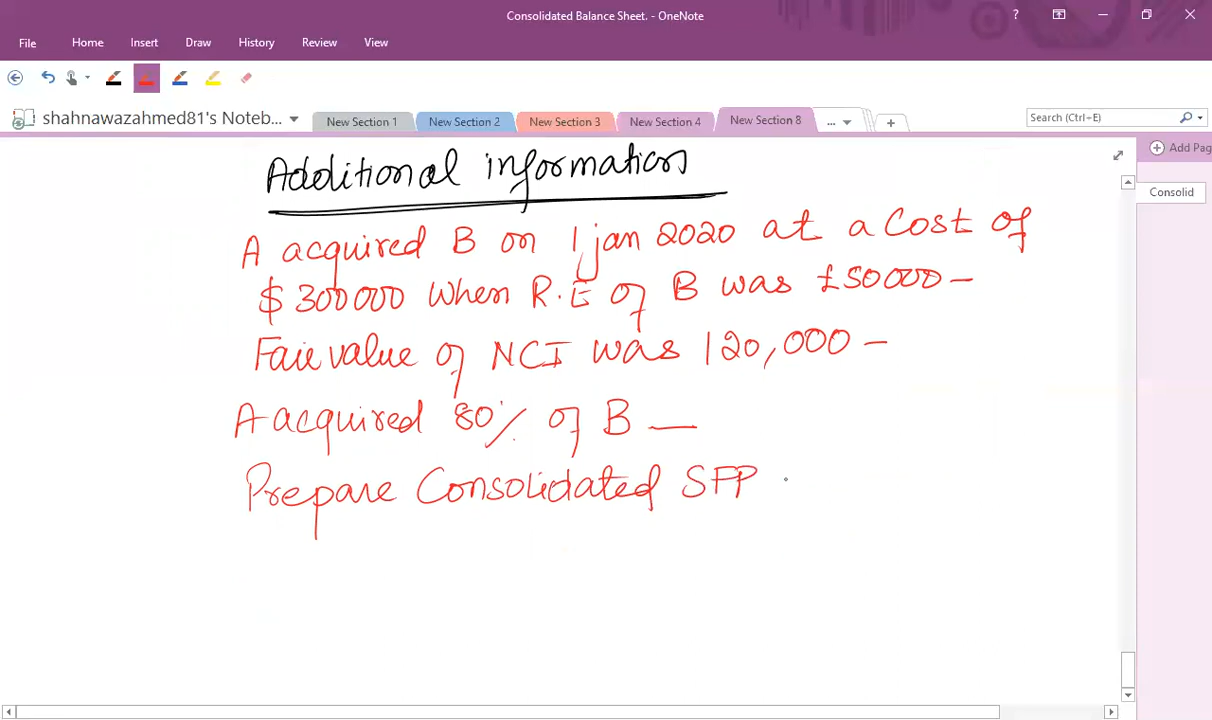 Consolidated Balance Sheet. - OneNote
?
File Home Insert Draw History Review View
shahnawazahmed81's Noteb... New Section 1 New Section 2 New Section 3 New Section 4 New Section 8 ... + Search (Ctrl+E)
Add Pag
Consolid
Additional information
A acquired B on 1 jan 2020 at a Cost of
$ 300000 when R.E of B was £50000 -
Fair value of NCI was 120,000 -
A acquired 80% of B —
Prepare Consolidated SFP